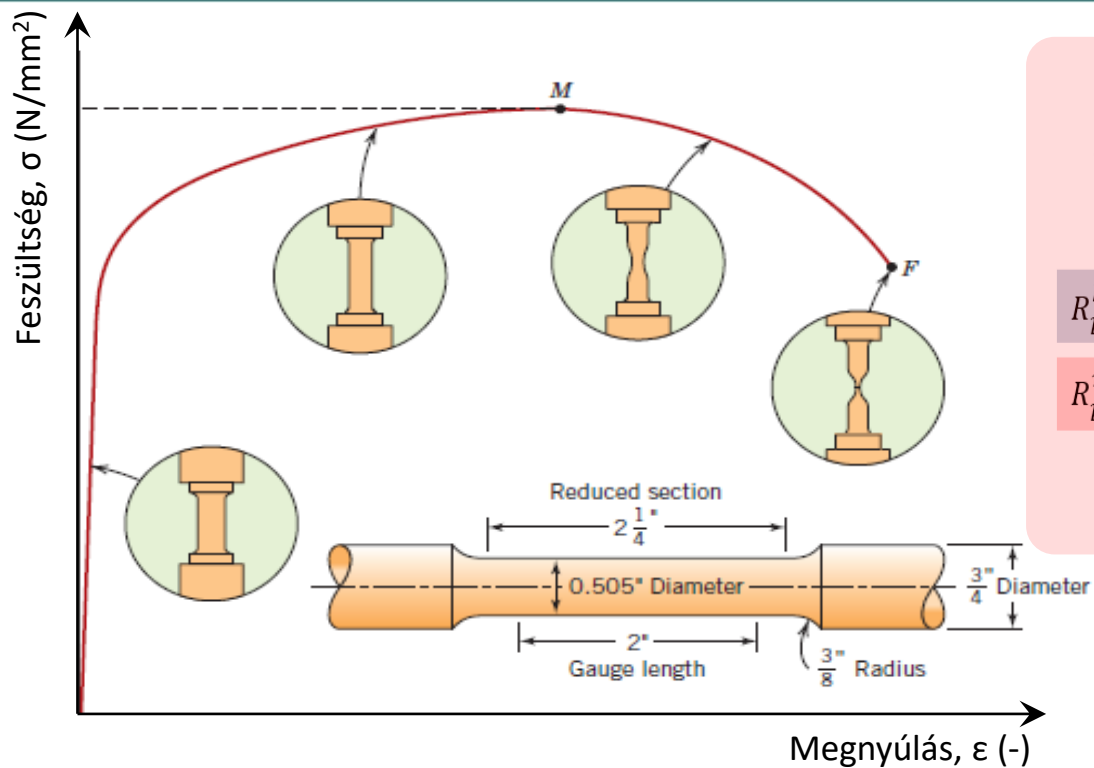 Feszültség, σ (N/mm²)
M
F
Reduced section
2 1/4"
0.505" Diameter
3/4" Diameter
2"
Gauge length
3/8" Radius
Megnyúlás, ε (-)